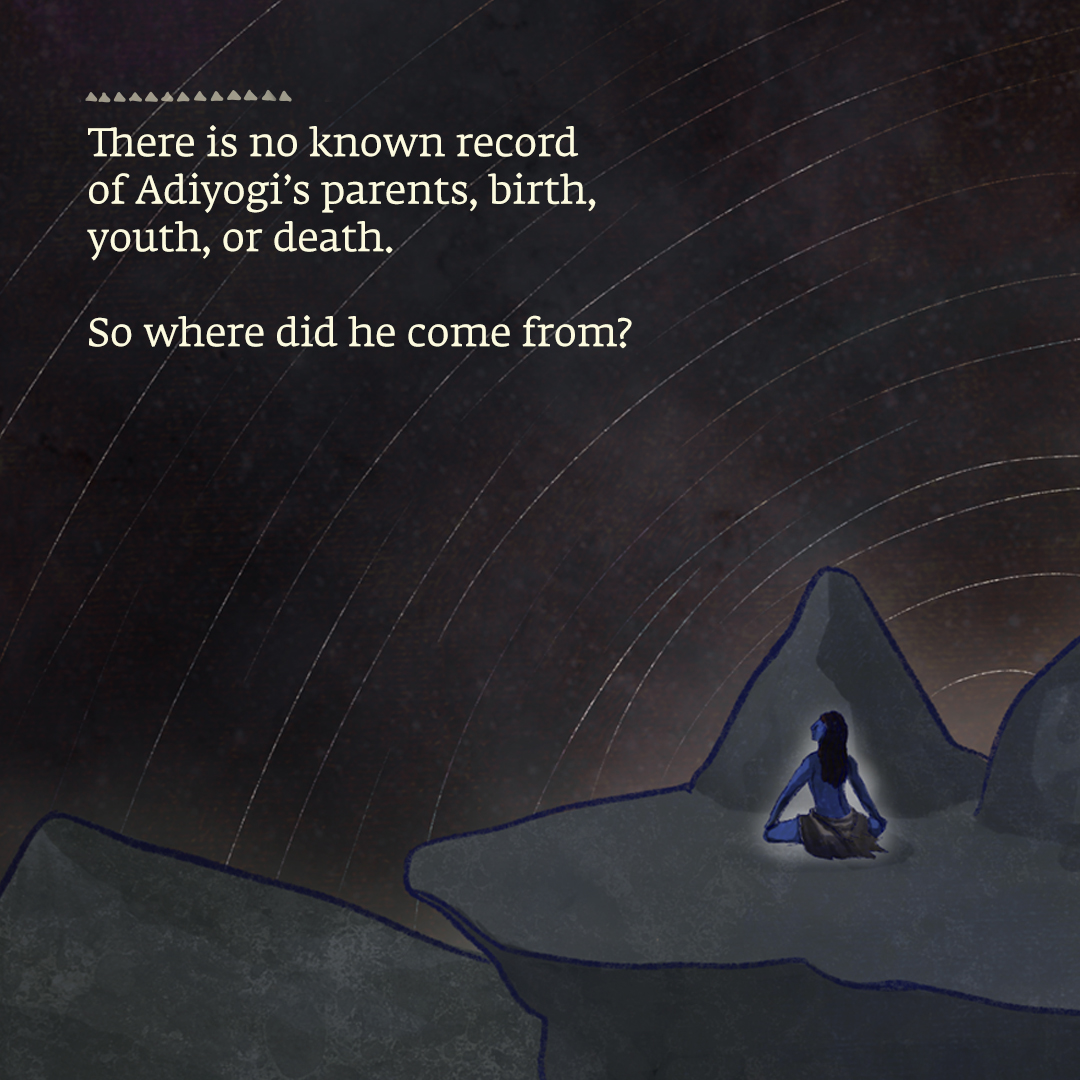 There is no known record
of Adiyogi’s parents, birth,
youth, or death.
So where did he come from?